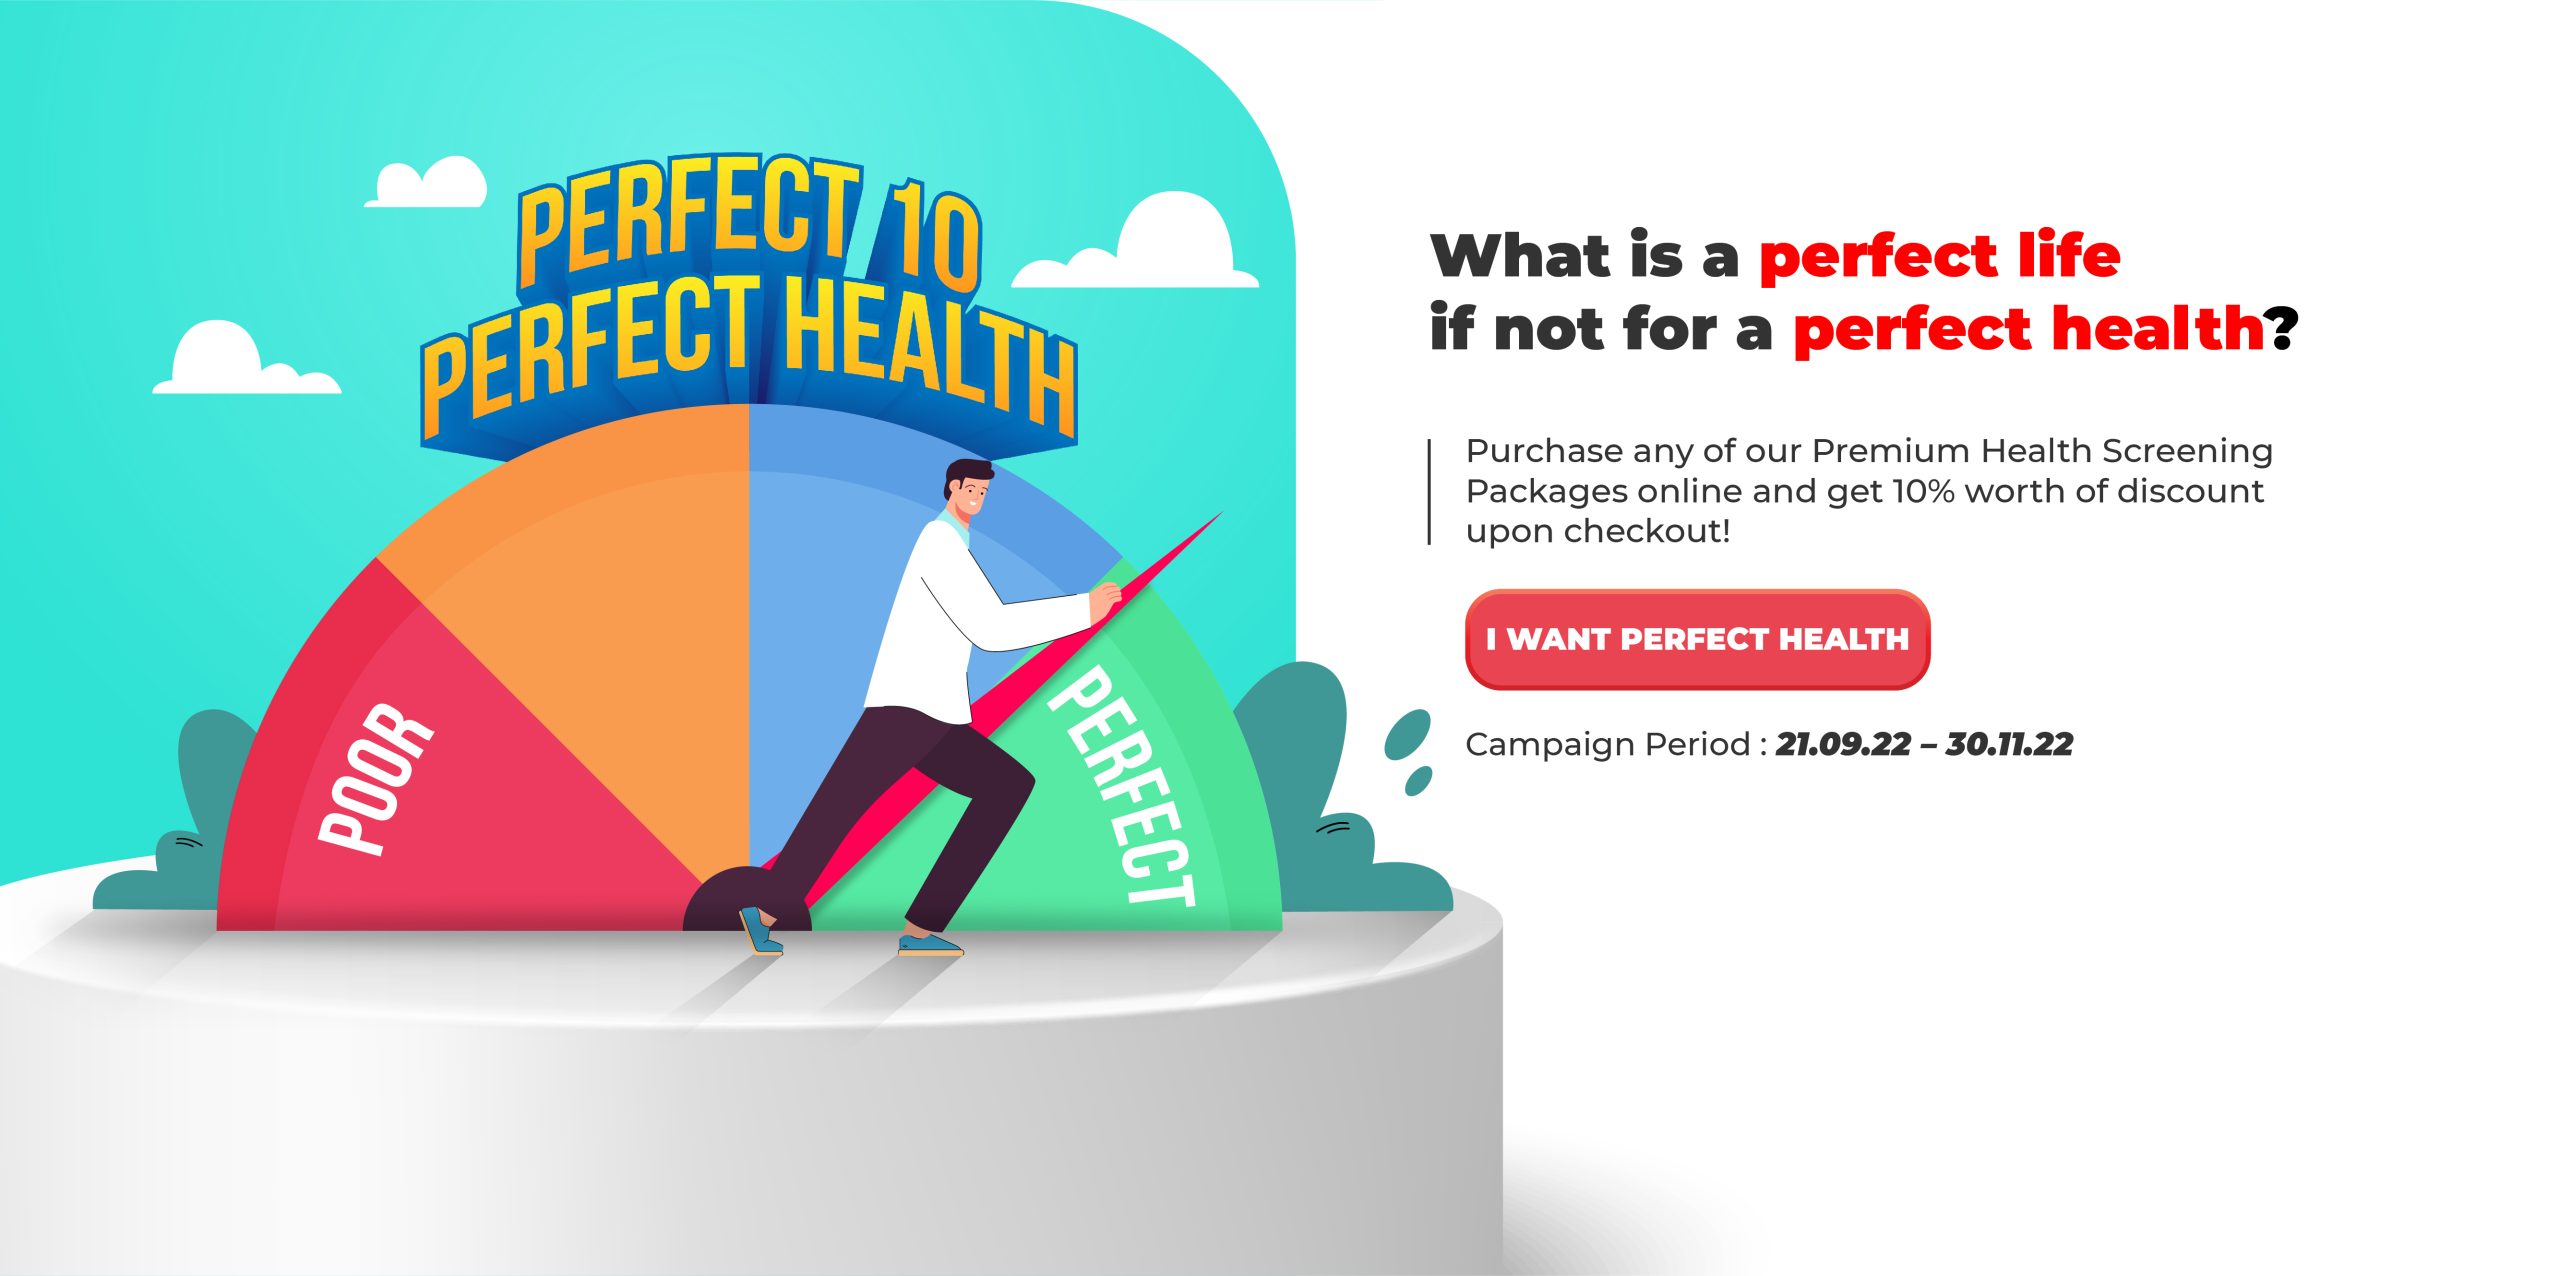 PERFECT 10
PERFECT HEALTH
POOR
PERFECT
What is a perfect life
if not for a perfect health?
Purchase any of our Premium Health Screening
Packages online and get 10% worth of discount
upon checkout!
I WANT PERFECT HEALTH
Campaign Period : 21.09.22 – 30.11.22